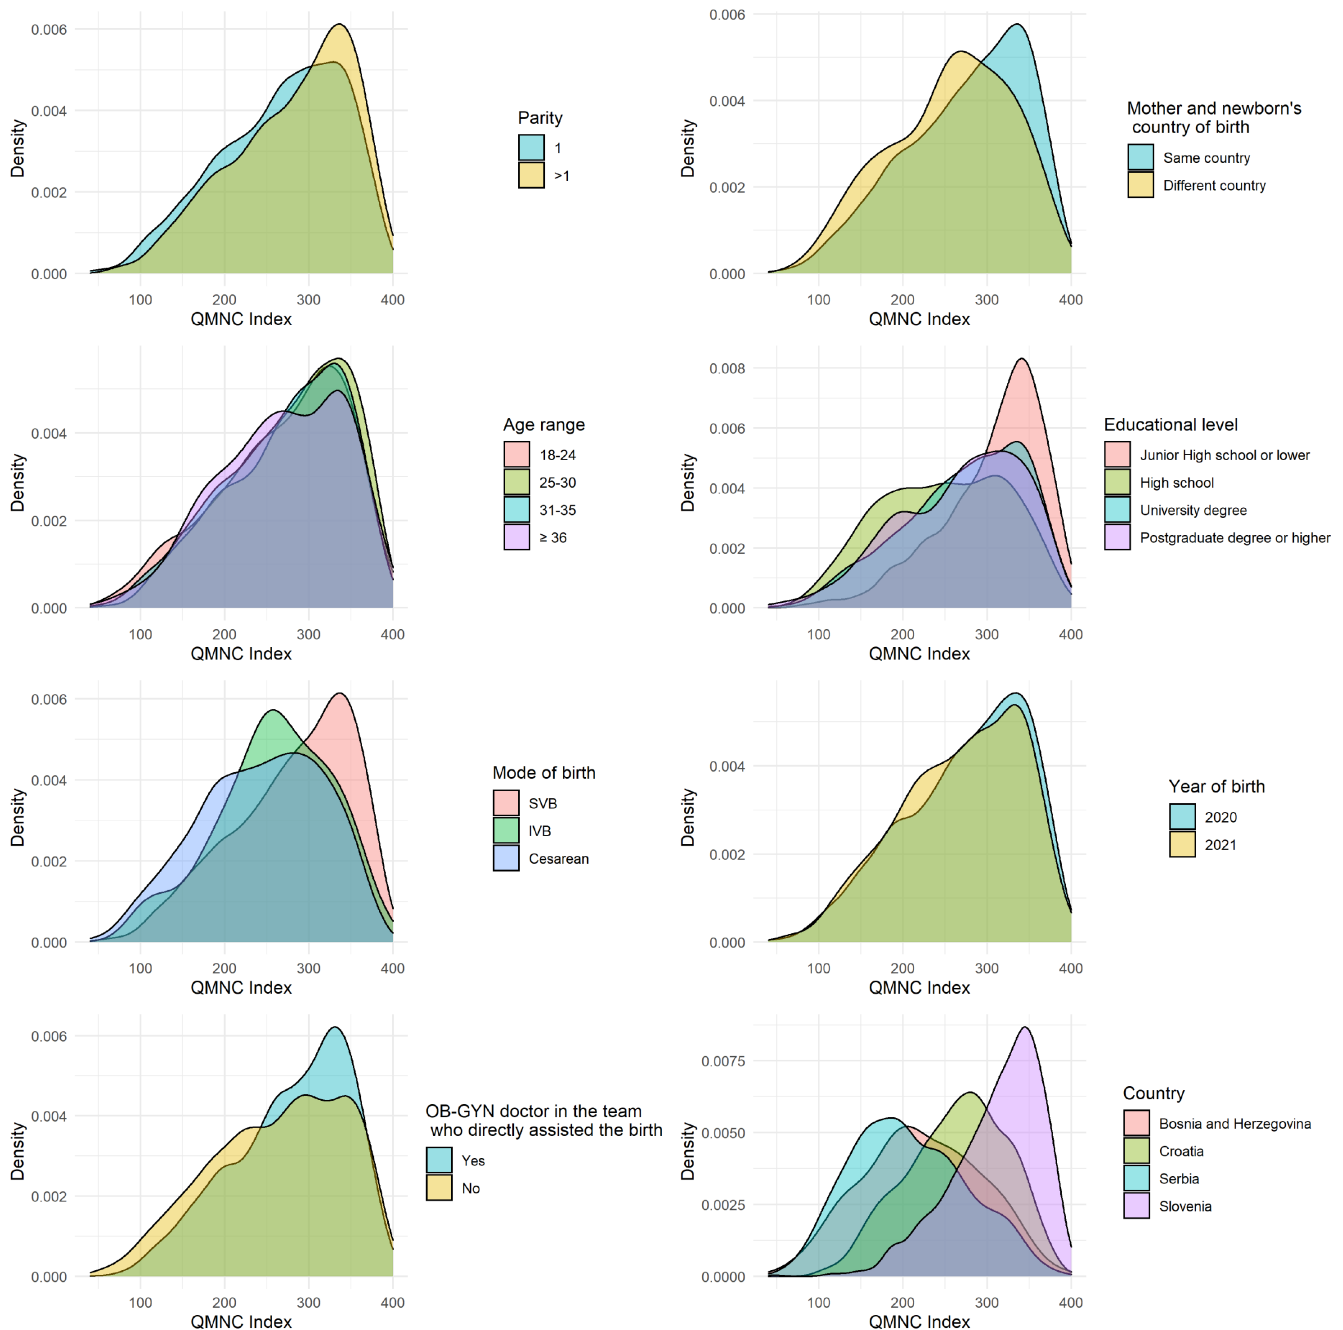 0.006
0.004
0.002
0.000
Density
100
200
300
400
QMNC Index
Parity
1
>1
0.006
0.004
0.002
0.000
Density
100
200
300
400
QMNC Index
Mother and newborn's
country of birth
Same country
Different country
0.004
0.002
0.000
Density
100
200
300
400
QMNC Index
Age range
18-24
25-30
31-35
≥ 36
0.008
0.006
0.004
0.002
0.000
Density
100
200
300
400
QMNC Index
Educational level
Junior High school or lower
High school
University degree
Postgraduate degree or higher
0.006
0.004
0.002
0.000
Density
100
200
300
400
QMNC Index
Mode of birth
SVB
IVB
Cesarean
0.004
0.002
0.000
Density
100
200
300
400
QMNC Index
Year of birth
2020
2021
0.006
0.004
0.002
0.000
Density
100
200
300
400
QMNC Index
OB-GYN doctor in the team
who directly assisted the birth
Yes
No
0.0075
0.0050
0.0025
0.0000
Density
100
200
300
400
QMNC Index
Country
Bosnia and Herzegovina
Croatia
Serbia
Slovenia